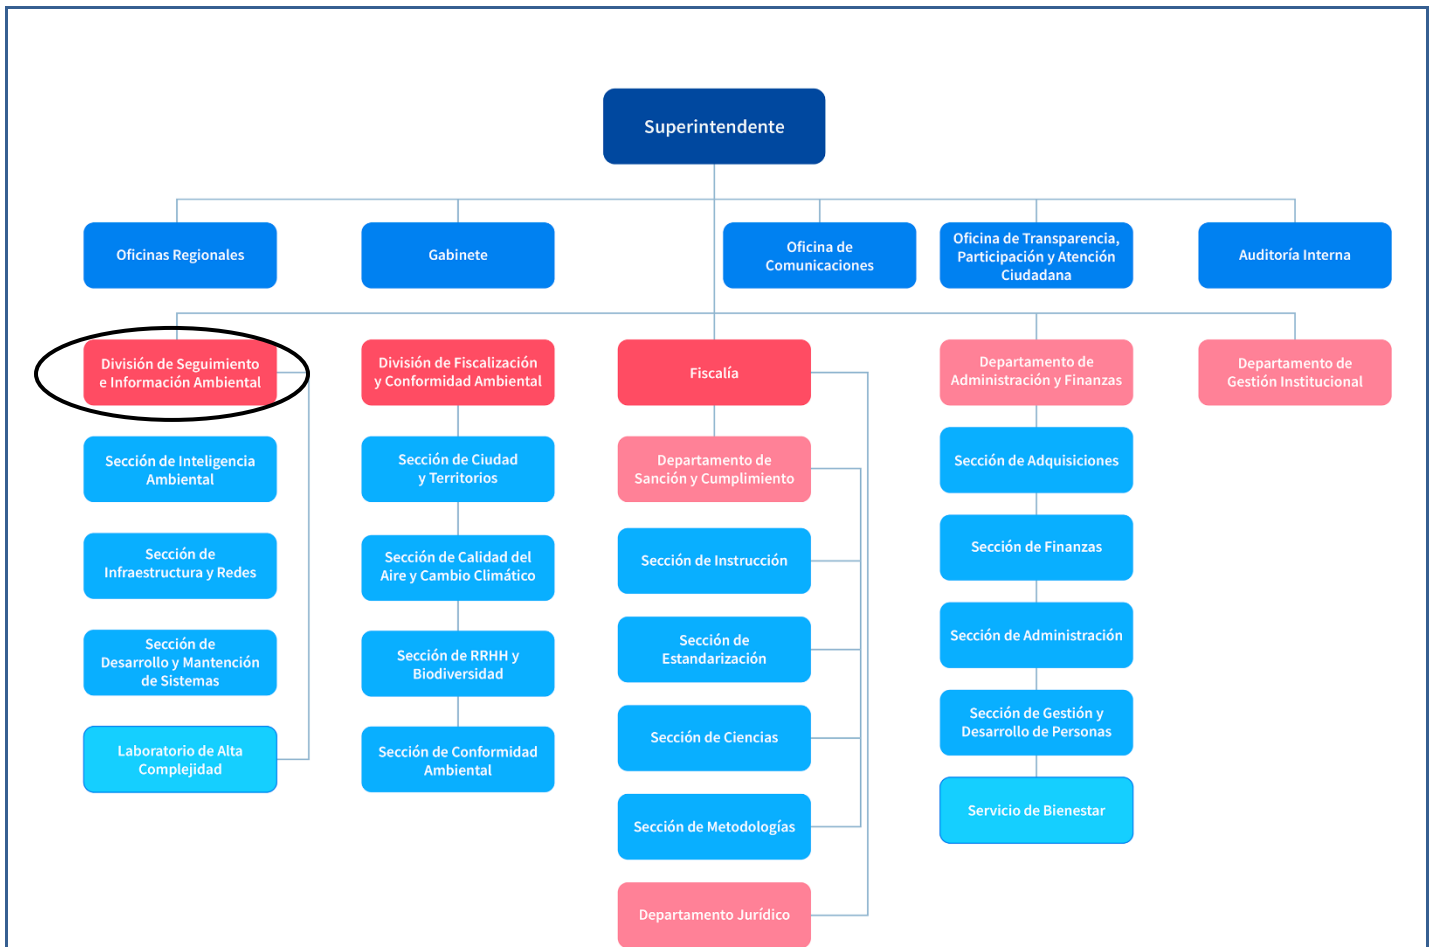 Superintendente
Oficinas Regionales
Gabinete
Oficina de
Comunicaciones
Oficina de Transparencia,
Participación y Atención
Ciudadana
Auditoría Interna
División de Seguimiento
e Información Ambiental
División de Fiscalización
y Conformidad Ambiental
Fiscalía
Departamento de
Administración y Finanzas
Departamento de
Gestión Institucional
Sección de Inteligencia
Ambiental
Sección de
Infraestructura y Redes
Sección de
Desarrollo y Mantención
de Sistemas
Laboratorio de Alta
Complejidad
Sección de Ciudad
y Territorios
Sección de Calidad del
Aire y Cambio Climático
Sección de RRHH y
Biodiversidad
Sección de Conformidad
Ambiental
Departamento de
Sanción y Cumplimiento
Sección de Instrucción
Sección de
Estandarización
Sección de Ciencias
Sección de Metodologías
Departamento Jurídico
Sección de Adquisiciones
Sección de Finanzas
Sección de Administración
Sección de Gestión y
Desarrollo de Personas
Servicio de Bienestar